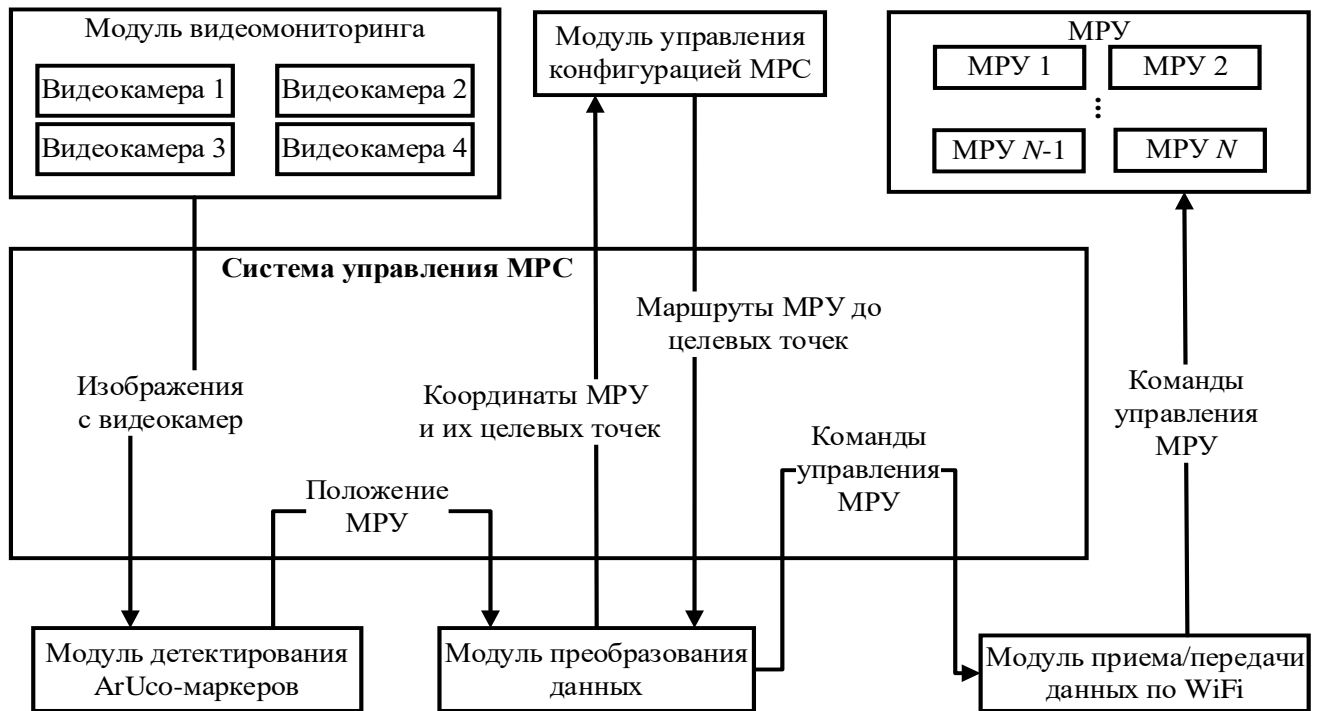 Модуль видеомониторинга
Видеокамера 1
Видеокамера 2
Видеокамера 3
Видеокамера 4
Модуль управления
конфигурацией МРС
МРУ
МРУ 1
МРУ 2
...
МРУ N-1
МРУ N
Система управления МРС
Маршруты МРУ до
целевых точек
Изображения
с видеокамер
Координаты МРУ
и их целевых точек
Команды
управления
МРУ
Команды
управления
МРУ
Положение
МРУ
Модуль детектирования
ArUco-маркеров
Модуль преобразования
данных
Модуль приема/передачи
данных по WiFi